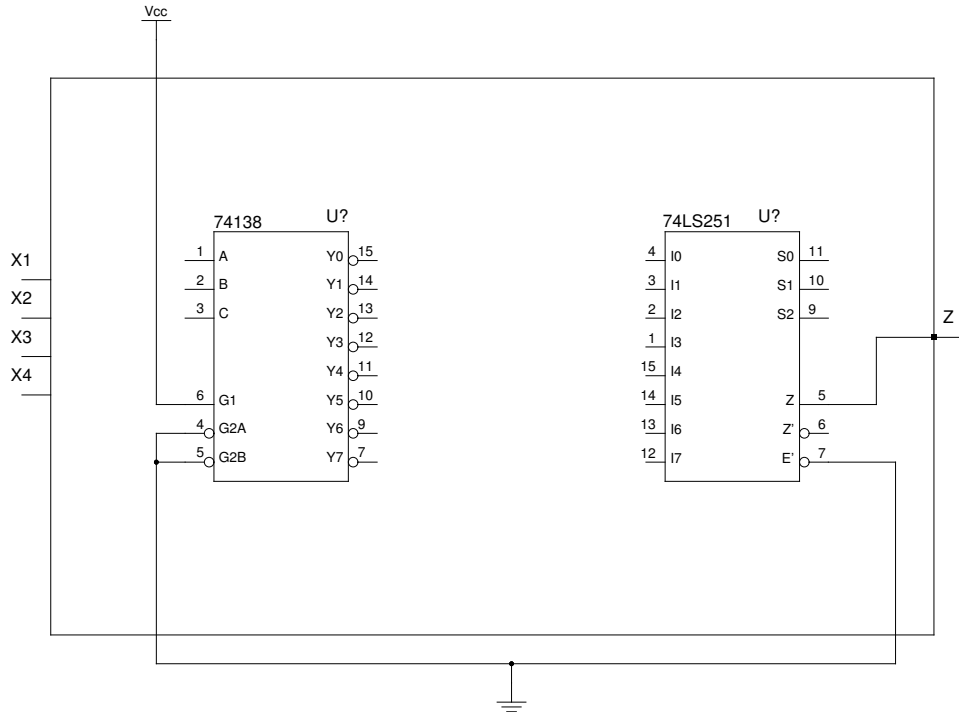 Vcc
74138 U?
74LS251 U?
X1
X2
X3
X4
1 A Y0 15
2 B Y1 14
3 C Y2 13
Y3 12
Y4 11
6 G1 Y5 10
4 G2A Y6 9
5 G2B Y7 7
4 I0 S0 11
3 I1 S1 10
2 I2 S2 9
1 I3
15 I4
14 I5 Z 5
13 I6 Z' 6
12 I7 E' 7
Z